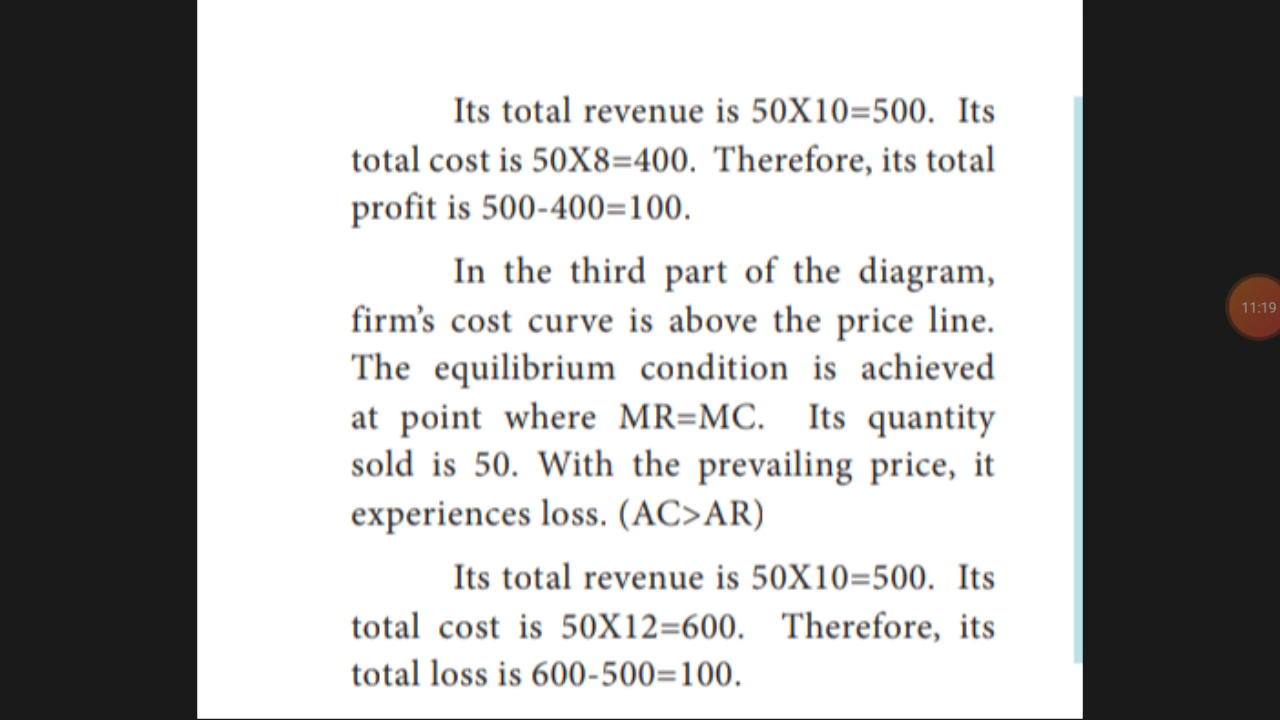 Its total revenue is 50X10=500. Its
total cost is 50X8=400. Therefore, its total
profit is 500-400=100.
In the third part of the diagram,
firm’s cost curve is above the price line.
The equilibrium condition is achieved
at point where MR=MC. Its quantity
sold is 50. With the prevailing price, it
experiences loss. (AC>AR)
Its total revenue is 50X10=500. Its
total cost is 50X12=600. Therefore, its
total loss is 600-500=100.
11:19